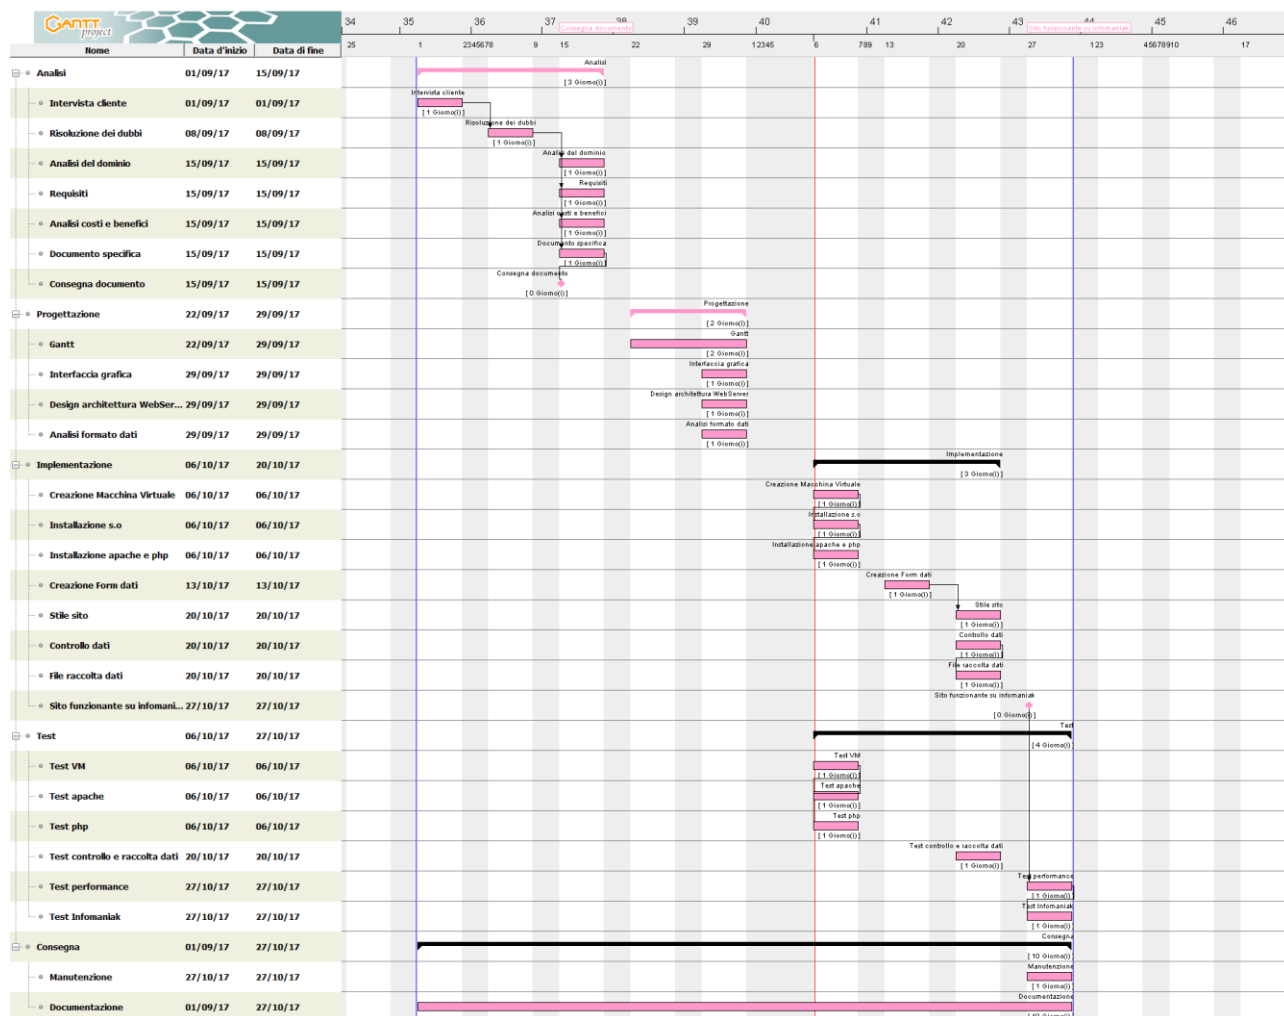 GANTT project
34 35 36 37 38 39 40 41 42 43 44 45 46
Consegna documento Sito funzionante su infomaniak
Nome Data d'inizio Data di fine
25 1 2345678 9 15 22 29 12345 6 789 13 20 27 123 45678910 17
Analisi
Analisi 01/09/17 15/09/17
[ 3 Giorno(i) ]
Intervista cliente
Intervista cliente 01/09/17 01/09/17
[ 1 Giorno(i) ]
Risoluzione dei dubbi
Risoluzione dei dubbi 08/09/17 08/09/17
[ 1 Giorno(i) ]
Analisi del dominio
Analisi del dominio 15/09/17 15/09/17
[ 1 Giorno(i) ]
Requisiti
Requisiti 15/09/17 15/09/17
[ 1 Giorno(i) ]
Analisi costi e benefici
Analisi costi e benefici 15/09/17 15/09/17
[ 1 Giorno(i) ]
Documento specifica
Documento specifica 15/09/17 15/09/17
[ 1 Giorno(i) ]
Consegna documento
Consegna documento 15/09/17 15/09/17
[ 0 Giorno(i) ]
Progettazione
Progettazione 22/09/17 29/09/17
[ 2 Giorno(i) ]
Gantt
Gantt 22/09/17 29/09/17
[ 2 Giorno(i) ]
Interfaccia grafica
Interfaccia grafica 29/09/17 29/09/17
[ 1 Giorno(i) ]
Design architettura WebServer
Design architettura WebSer... 29/09/17 29/09/17
[ 1 Giorno(i) ]
Analisi formato dati
Analisi formato dati 29/09/17 29/09/17
[ 1 Giorno(i) ]
Implementazione
Implementazione 06/10/17 20/10/17
[ 3 Giorno(i) ]
Creazione Macchina Virtuale
Creazione Macchina Virtuale 06/10/17 06/10/17
[ 1 Giorno(i) ]
Installazione s.o
Installazione s.o 06/10/17 06/10/17
[ 1 Giorno(i) ]
Installazione apache e php
Installazione apache e php 06/10/17 06/10/17
[ 1 Giorno(i) ]
Creazione Form dati
Creazione Form dati 13/10/17 13/10/17
[ 1 Giorno(i) ]
Stile sito
Stile sito 20/10/17 20/10/17
[ 1 Giorno(i) ]
Controllo dati
Controllo dati 20/10/17 20/10/17
[ 1 Giorno(i) ]
File raccolta dati
File raccolta dati 20/10/17 20/10/17
[ 1 Giorno(i) ]
Sito funzionante su infomaniak
Sito funzionante su infomani... 27/10/17 27/10/17
[ 0 Giorno(i) ]
Test
Test 06/10/17 27/10/17
[ 4 Giorno(i) ]
Test VM
Test VM 06/10/17 06/10/17
[ 1 Giorno(i) ]
Test apache
Test apache 06/10/17 06/10/17
[ 1 Giorno(i) ]
Test php
Test php 06/10/17 06/10/17
[ 1 Giorno(i) ]
Test controllo e raccolta dati
Test controllo e raccolta dati 20/10/17 20/10/17
[ 1 Giorno(i) ]
Test performance
Test performance 27/10/17 27/10/17
[ 1 Giorno(i) ]
Test Infomaniak
Test Infomaniak 27/10/17 27/10/17
[ 1 Giorno(i) ]
Consegna
Consegna 01/09/17 27/10/17
[ 10 Giorno(i) ]
Manutenzione
Manutenzione 27/10/17 27/10/17
[ 1 Giorno(i) ]
Documentazione
Documentazione 01/09/17 27/10/17